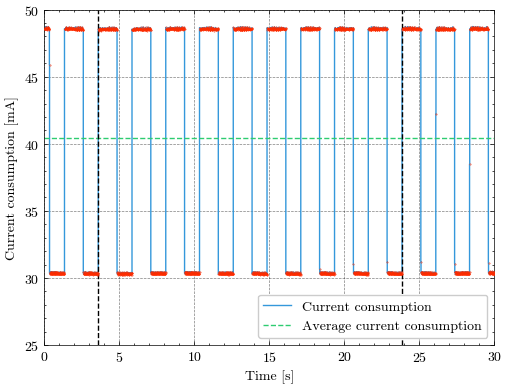 50
45
40
35
30
25
Current consumption [mA]
Current consumption
Average current consumption
0 5 10 15 20 25 30
Time [s]